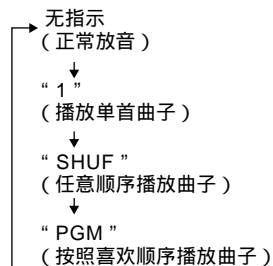 无指示
（正常放音）
“ 1 ”
（播放单首曲子）
“ SHUF ”
（任意顺序播放曲子）
“ PGM ”
（按照喜欢顺序播放曲子）